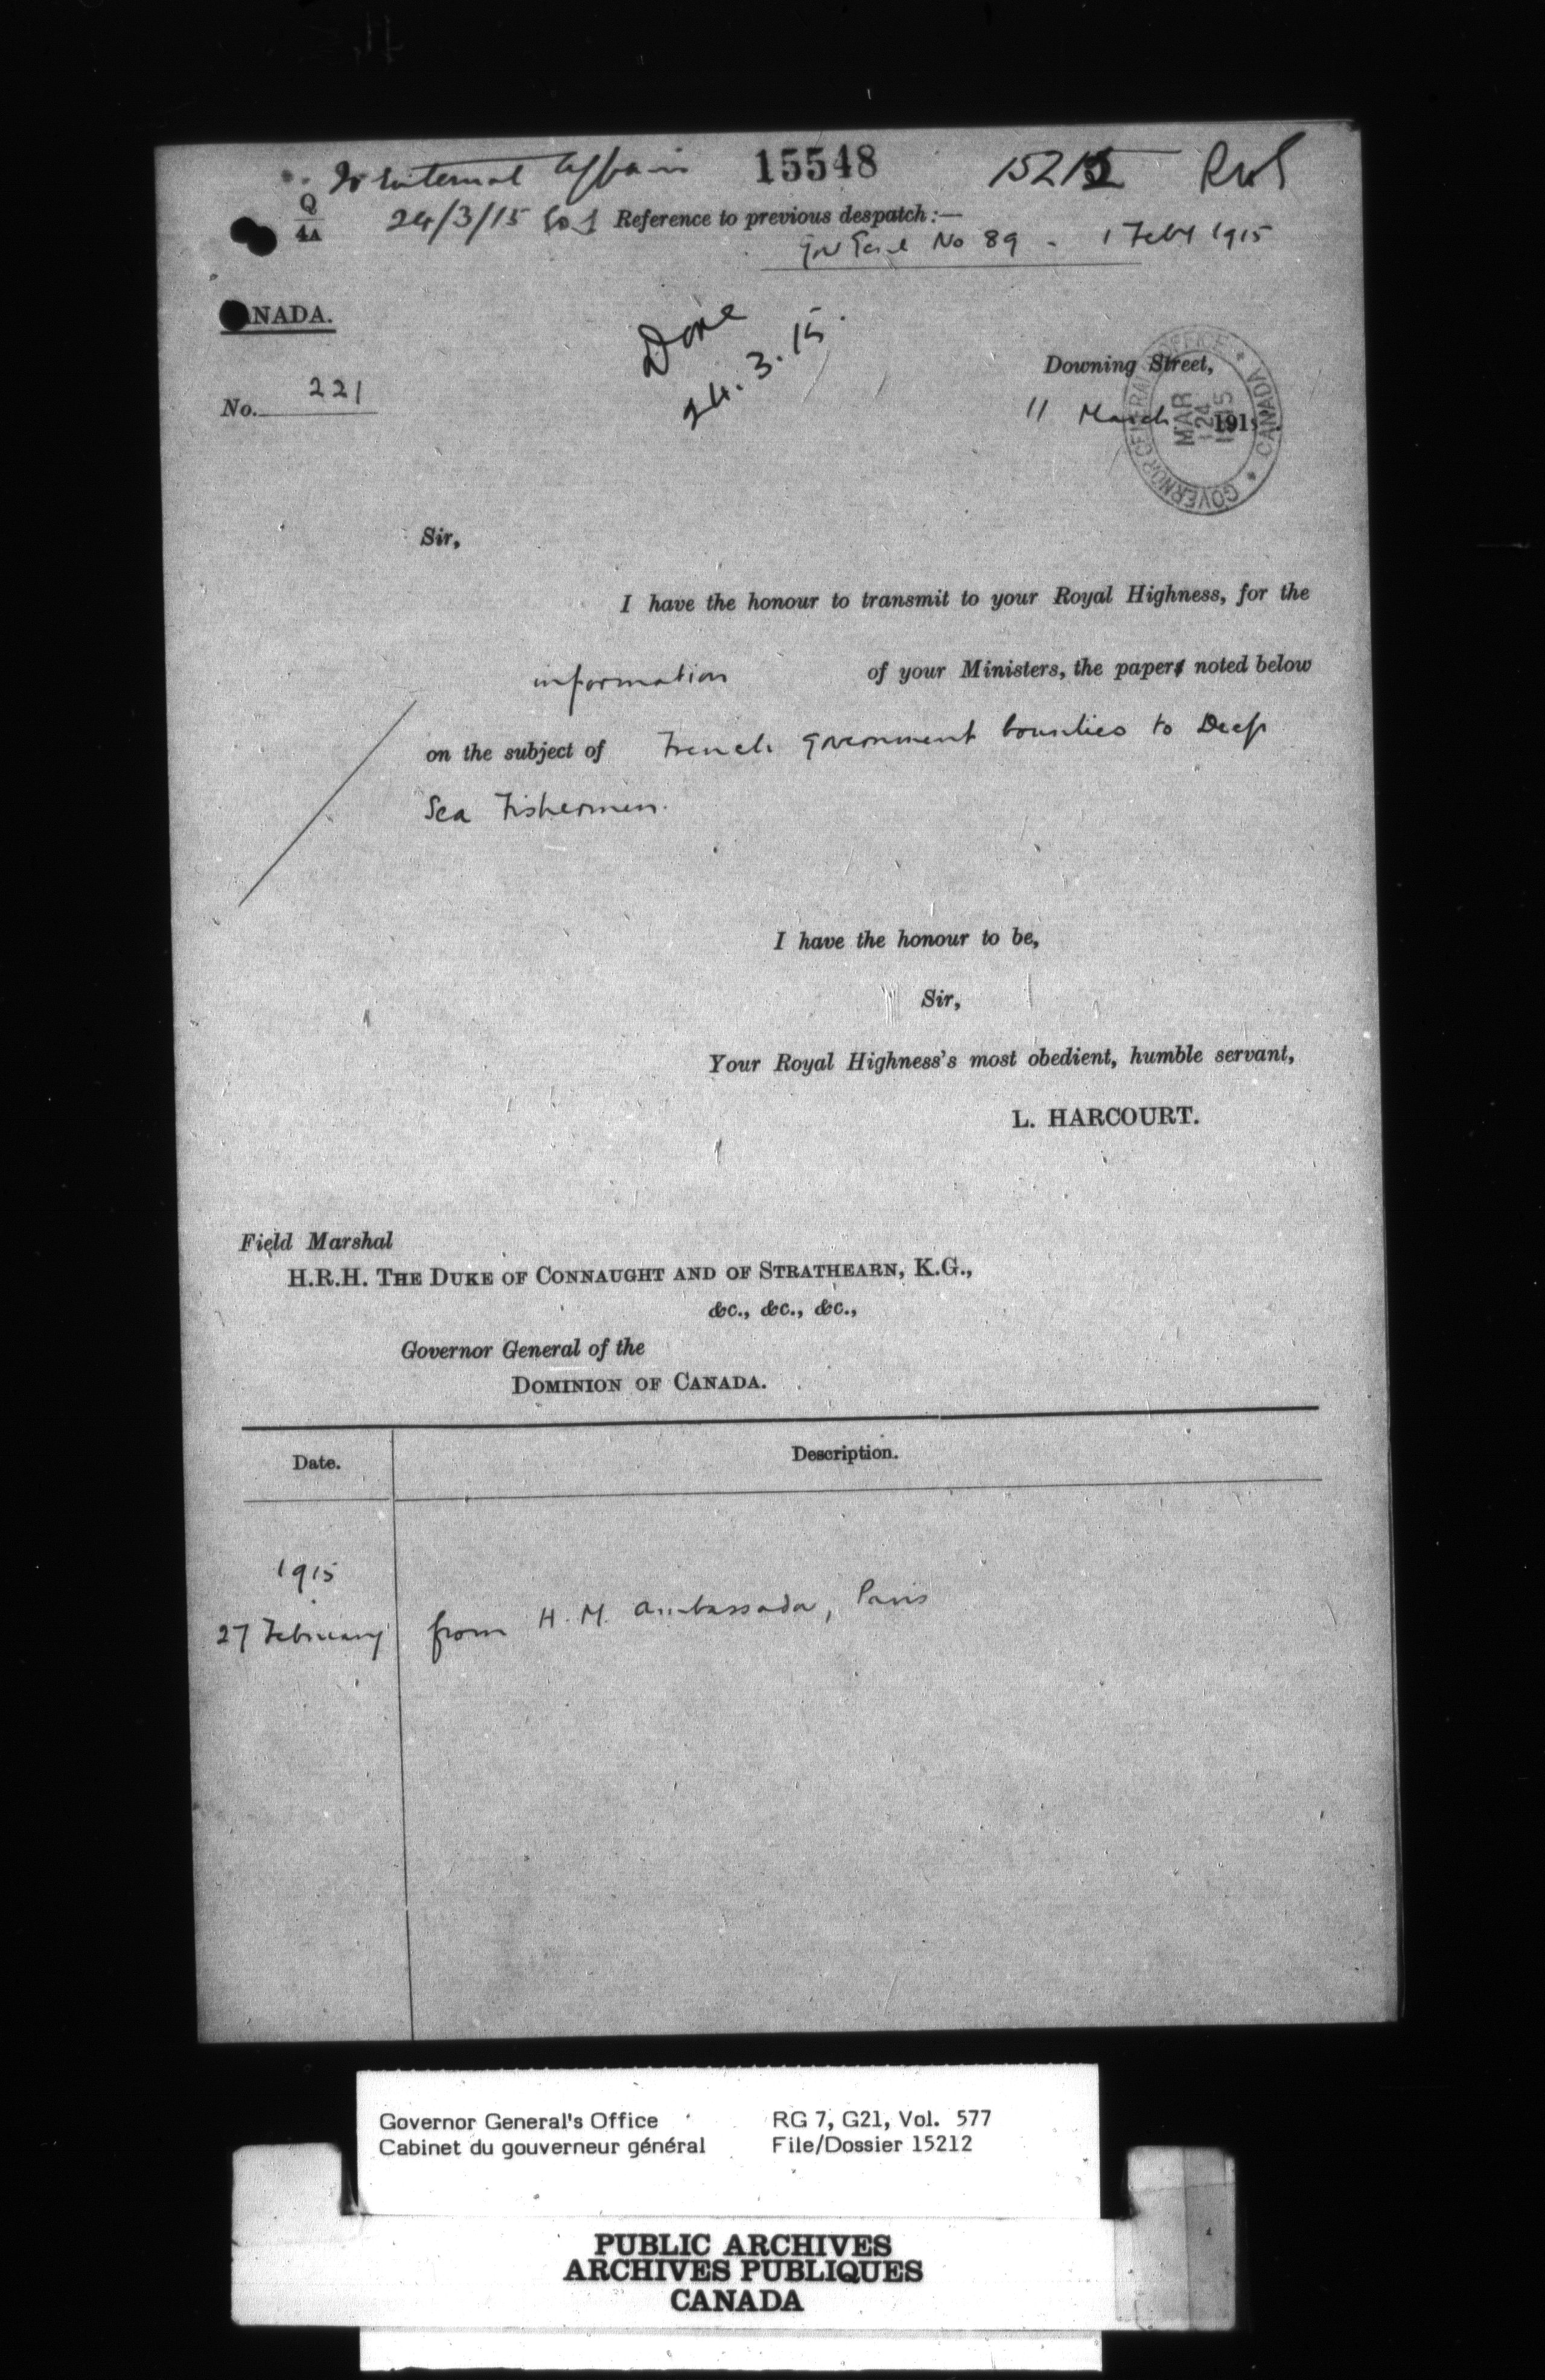 15548 15212
Q
4A
24/3/15 Reference to previous despatch:—
No 89 - 1 Feby 1915
CANADA.
Done
24.3.15.
Downing Street,
No. 221
11 March 1915.
GOVERNOR GENERAL'S OFFICE * CANADA *
MAR
24
1915
Sir,
I have the honour to transmit to your Royal Highness, for the
information of your Ministers, the paper noted below
on the subject of French Government bounties to Deep
Sea Fishermen.
I have the honour to be,
Sir,
Your Royal Highness's most obedient, humble servant,
L. HARCOURT.
Field Marshal
H.R.H. THE DUKE OF CONNAUGHT AND OF STRATHEARN, K.G.,
&c., &c., &c.,
Governor General of the
DOMINION OF CANADA.
Date. Description.
1915
27 February from H.M. Ambassador, Paris
Governor General's Office RG 7, G21, Vol. 577
Cabinet du gouverneur général File/Dossier 15212
PUBLIC ARCHIVES
ARCHIVES PUBLIQUES
CANADA